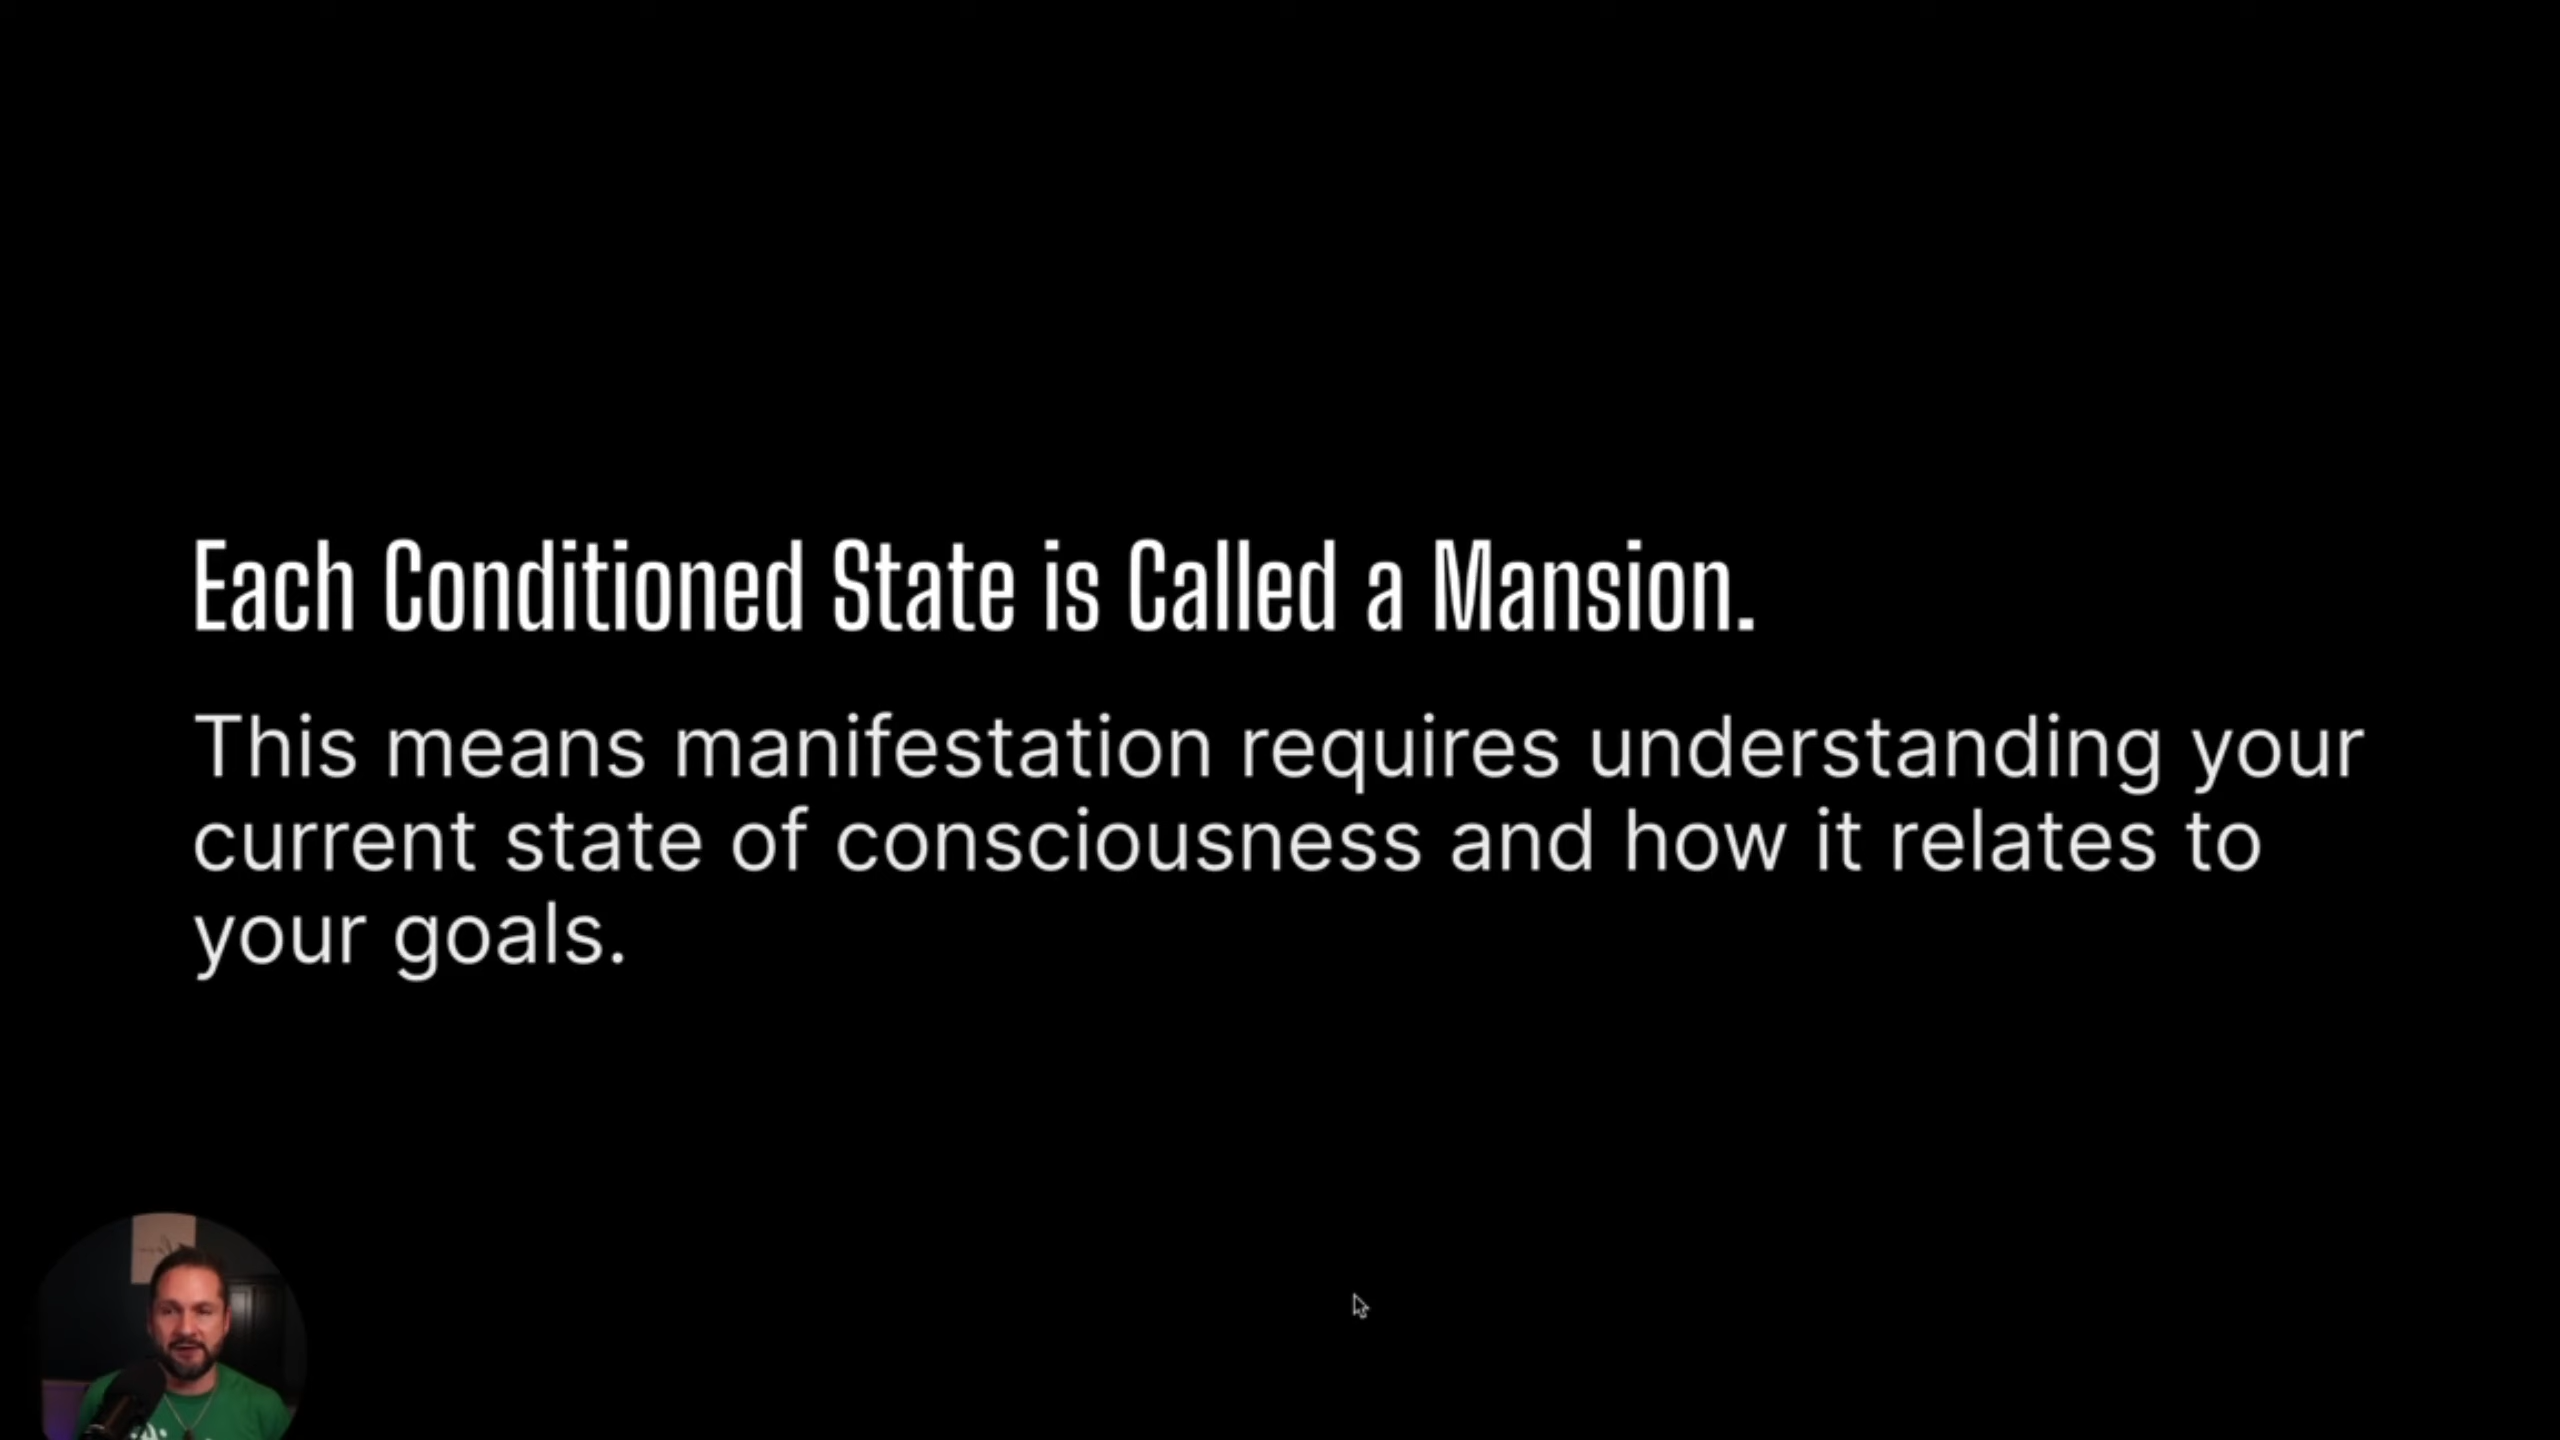 Each Conditioned State is Called a Mansion.
This means manifestation requires understanding your
current state of consciousness and how it relates to
your goals.